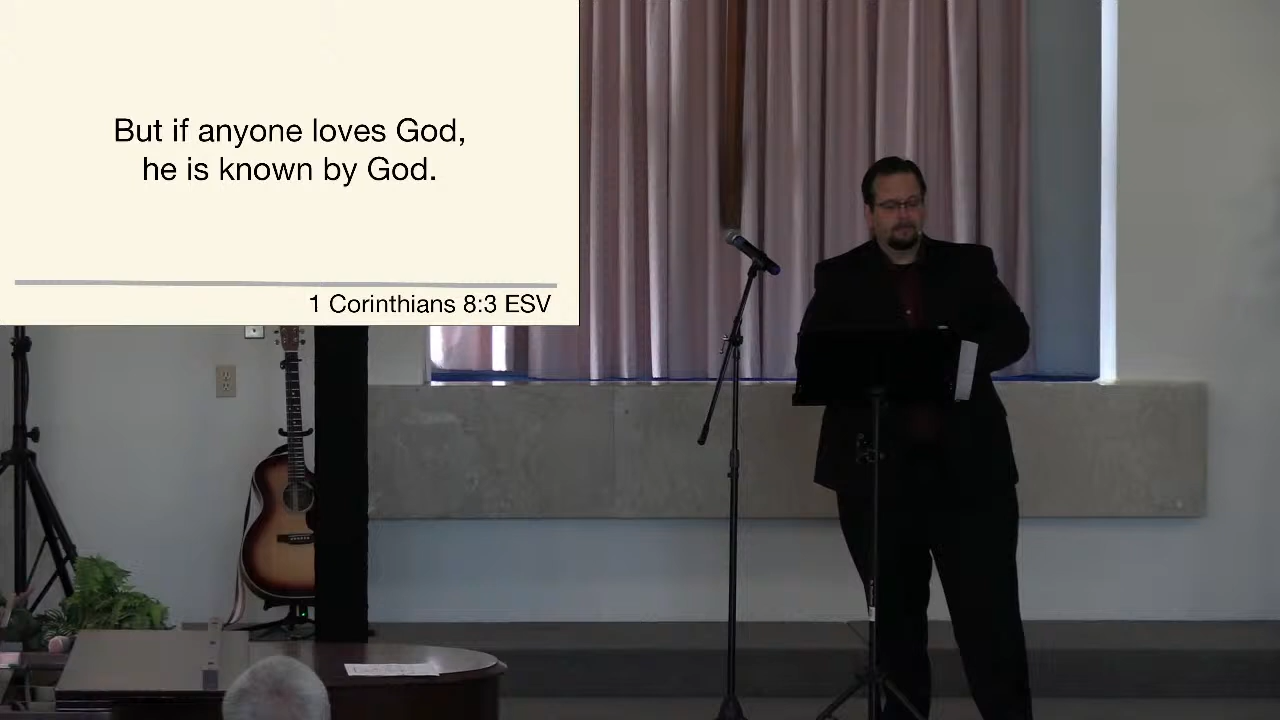 But if anyone loves God,
he is known by God.
1 Corinthians 8:3 ESV